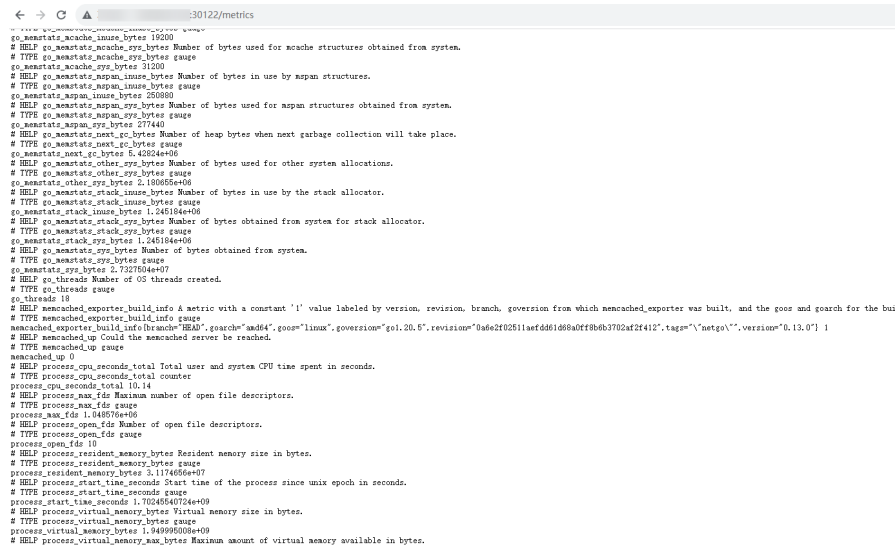 :30122/metrics
go_memstats_mcache_inuse_bytes 19200
# HELP go_memstats_mcache_sys_bytes Number of bytes used for mcache structures obtained from system.
# TYPE go_memstats_mcache_sys_bytes gauge
go_memstats_mcache_sys_bytes 31200
# HELP go_memstats_mspan_inuse_bytes Number of bytes in use by mspan structures.
# TYPE go_memstats_mspan_inuse_bytes gauge
go_memstats_mspan_inuse_bytes 250880
# HELP go_memstats_mspan_sys_bytes Number of bytes used for mspan structures obtained from system.
# TYPE go_memstats_mspan_sys_bytes gauge
go_memstats_mspan_sys_bytes 277440
# HELP go_memstats_next_gc_bytes Number of heap bytes when next garbage collection will take place.
# TYPE go_memstats_next_gc_bytes gauge
go_memstats_next_gc_bytes 5.42824e+06
# HELP go_memstats_other_sys_bytes Number of bytes used for other system allocations.
# TYPE go_memstats_other_sys_bytes gauge
go_memstats_other_sys_bytes 2.180655e+06
# HELP go_memstats_stack_inuse_bytes Number of bytes in use by the stack allocator.
# TYPE go_memstats_stack_inuse_bytes gauge
go_memstats_stack_inuse_bytes 1.245184e+06
# HELP go_memstats_stack_sys_bytes Number of bytes obtained from system for stack allocator.
# TYPE go_memstats_stack_sys_bytes gauge
go_memstats_stack_sys_bytes 1.245184e+06
# HELP go_memstats_sys_bytes Number of bytes obtained from system.
# TYPE go_memstats_sys_bytes gauge
go_memstats_sys_bytes 2.7327504e+07
# HELP go_threads Number of OS threads created.
# TYPE go_threads gauge
go_threads 18
# HELP memcached_exporter_build_info A metric with a constant '1' value labeled by version, revision, branch, goversion from which memcached_exporter was built, and the goos and goarch for the bui
# TYPE memcached_exporter_build_info gauge
memcached_exporter_build_info{branch="HEAD",goarch="amd64",goos="linux",goversion="go1.20.5",revision="0a6e2f02511aefdd61d68a0ff8b6b3702af2f412",tags="\"netgo\"",version="0.13.0"} 1
# HELP memcached_up Could the memcached server be reached.
# TYPE memcached_up gauge
memcached_up 0
# HELP process_cpu_seconds_total Total user and system CPU time spent in seconds.
# TYPE process_cpu_seconds_total counter
process_cpu_seconds_total 10.14
# HELP process_max_fds Maximum number of open file descriptors.
# TYPE process_max_fds gauge
process_max_fds 1.048576e+06
# HELP process_open_fds Number of open file descriptors.
# TYPE process_open_fds gauge
process_open_fds 10
# HELP process_resident_memory_bytes Resident memory size in bytes.
# TYPE process_resident_memory_bytes gauge
process_resident_memory_bytes 3.1174656e+07
# HELP process_start_time_seconds Start time of the process since unix epoch in seconds.
# TYPE process_start_time_seconds gauge
process_start_time_seconds 1.70245540724e+09
# HELP process_virtual_memory_bytes Virtual memory size in bytes.
# TYPE process_virtual_memory_bytes gauge
process_virtual_memory_bytes 1.949995008e+09
# HELP process_virtual_memory_max_bytes Maximum amount of virtual memory available in bytes.